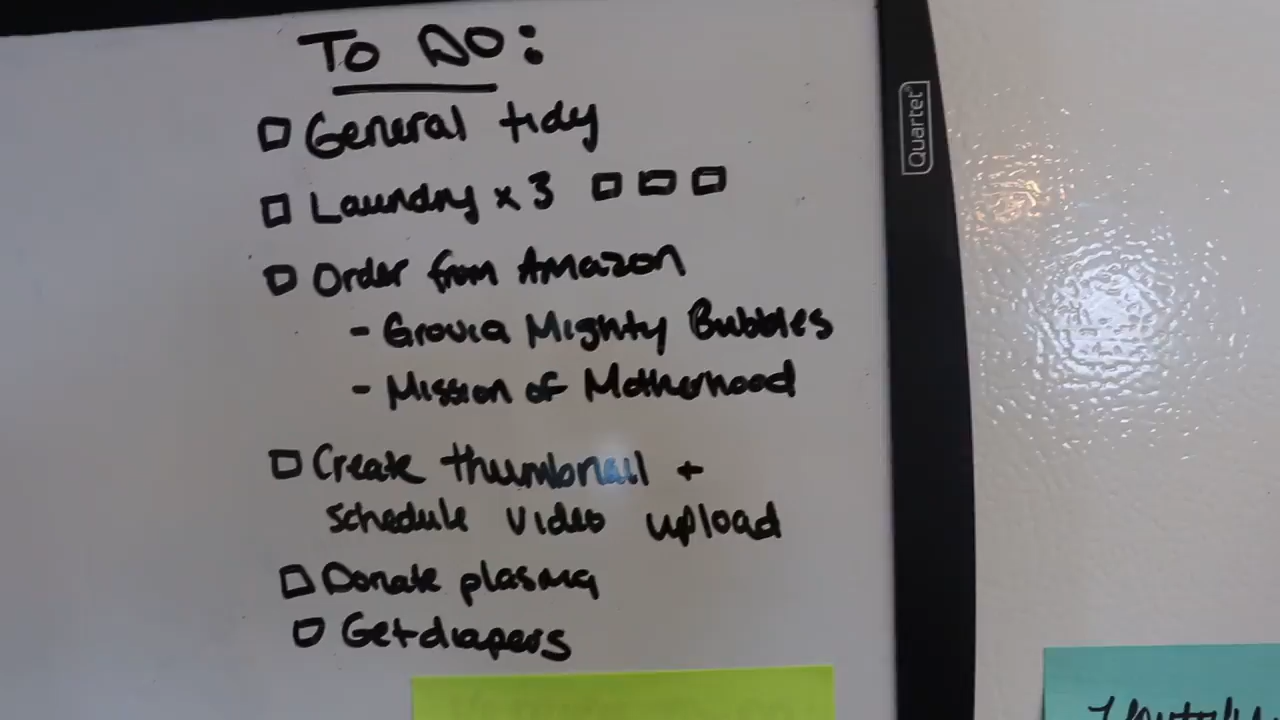 To Do:
General tidy
Laundry x 3
Order from Amazon
- Grovia Mighty Bubbles
- Mission of Motherhood
Create thumbnail +
schedule video upload
Donate plasma
Get diapers
Quartet